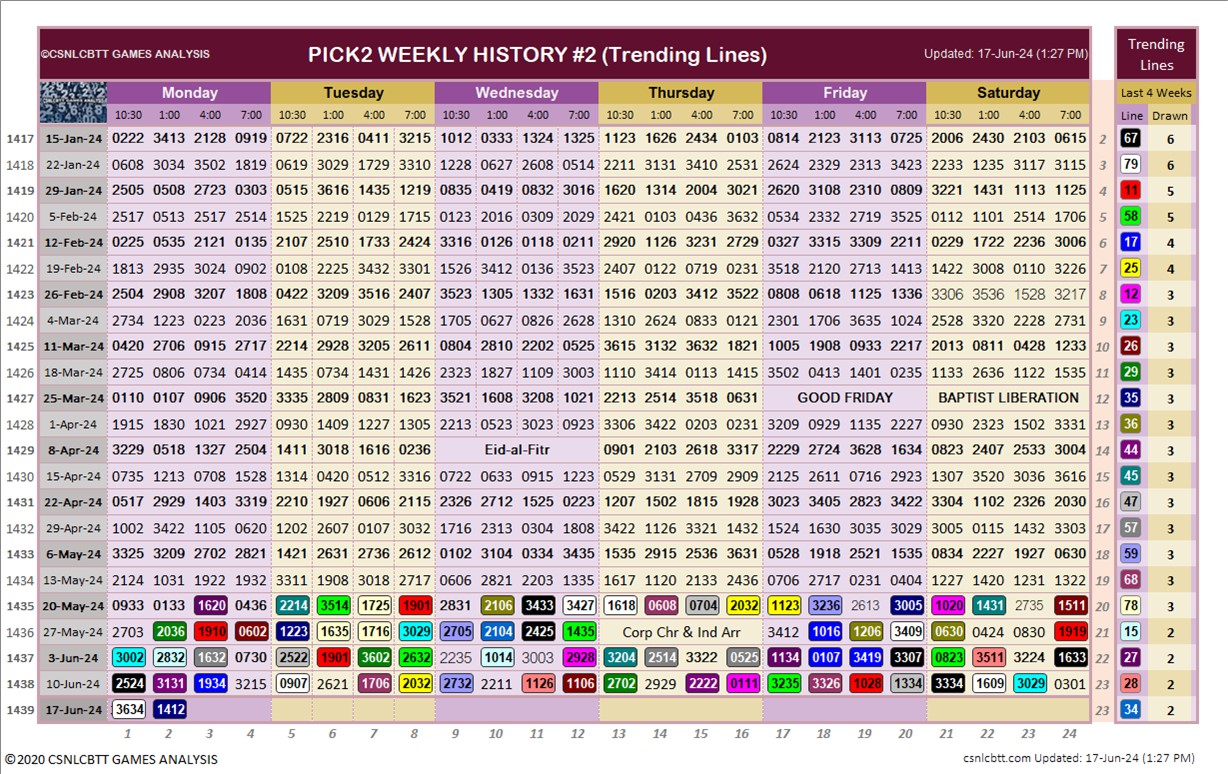 Trending
Lines
©CSNLCBTT GAMES ANALYSIS PICK2 WEEKLY HISTORY #2 (Trending Lines) Updated: 17-Jun-24 (1:27 PM)
Monday Tuesday Wednesday Thursday Friday Saturday Last 4 Weeks
10:30 1:00 4:00 7:00 10:30 1:00 4:00 7:00 10:30 1:00 4:00 7:00 10:30 1:00 4:00 7:00 10:30 1:00 4:00 7:00 10:30 1:00 4:00 7:00 Line Drawn
1417 15-Jan-24 0222 3413 2128 0919 0722 2316 0411 3215 1012 0333 1324 1325 1123 1626 2434 0103 0814 2123 3113 0725 2006 2430 2103 0615 2 67 6
1418 22-Jan-24 0608 3034 3502 1819 0619 3029 1729 3310 1228 0627 2608 0514 2211 3131 3410 2531 2624 2329 2113 3423 2233 1235 3117 3115 3 79 6
1419 29-Jan-24 2505 0508 2723 0303 0515 3616 1435 1219 0835 0419 0832 3016 1620 1314 2004 3021 2620 3108 2310 0809 3221 1431 1113 1125 4 11 5
1420 5-Feb-24 2517 0513 2517 2514 1525 2219 0129 1715 0123 2016 0309 2029 2421 0103 0436 3632 0534 2332 2719 3525 0112 1101 2514 1706 5 58 5
1421 12-Feb-24 0225 0535 2121 0135 2107 2510 1733 2424 3316 0126 0118 0211 2920 1126 3231 2729 0327 3315 3309 2211 0229 1722 2236 3006 6 17 4
1422 19-Feb-24 1813 2935 3024 0902 0108 2225 3432 3301 1526 3412 0136 3523 2407 0122 0719 0231 3518 2120 2713 1413 1422 3008 0110 3226 7 25 4
1423 26-Feb-24 2504 2908 3207 1808 0422 3209 3516 2407 3523 1305 1332 1631 1516 0203 3412 3522 0808 0618 1125 1336 3306 3536 1528 3217 8 12 3
1424 4-Mar-24 2734 1223 0223 2036 1631 0719 3029 1523 1705 0627 0826 2628 1310 2624 0833 0121 2301 1706 3635 1024 2528 3320 2228 2731 9 23 3
1425 11-Mar-24 0420 2706 0915 2717 2214 2928 3205 2611 0804 2810 2202 0525 3615 3132 3632 1821 1005 1908 0933 2217 2013 0811 0428 1233 10 26 3
1426 18-Mar-24 2725 0806 0734 0414 1435 0734 1431 1428 2323 1827 1109 3003 1110 3414 0113 1415 3502 0413 1401 0235 1133 2636 1122 1535 11 29 3
1427 25-Mar-24 0110 0107 0906 3520 3335 2809 0831 1623 3521 1608 3208 1021 2213 2514 3518 0631 GOOD FRIDAY BAPTIST LIBERATION 12 35 3
1428 1-Apr-24 1915 1830 1021 2927 0930 1409 1227 1305 2213 0523 3023 0923 3306 3422 0203 0231 3209 0929 1135 2227 0930 2323 1502 3331 13 36 3
1429 8-Apr-24 3229 0518 1327 2504 1411 3018 1616 0236 Eid-al-Fitr 0901 2103 2618 3317 2229 2724 3628 1634 0823 2407 2533 3004 14 44 3
1430 15-Apr-24 0735 1213 0708 1528 1314 0420 0512 3314 0722 0633 0915 1223 0529 3131 2709 2909 2125 2611 0716 2923 1307 3520 3036 3616 15 45 3
1431 22-Apr-24 0517 2929 1403 3319 2210 1927 0606 2115 2326 2712 1525 0223 1207 1502 1815 1928 3023 3405 2223 3422 3304 1102 2326 2030 16 47 3
1432 29-Apr-24 1002 3422 1105 0620 1202 2607 0107 3032 1716 2313 0304 1808 3422 1126 3321 1432 1524 1630 3035 3029 3005 0115 1432 3303 17 57 3
1433 6-May-24 3325 3209 2702 2821 1421 2631 2736 2612 0102 3104 0334 3435 1535 2915 2536 3631 0528 1918 2521 1535 0834 2227 1927 0630 18 59 3
1434 13-May-24 2124 1031 1922 1932 3311 1908 3018 2717 0606 2821 2203 1335 1617 1120 2133 2436 0706 2717 0231 0404 1227 1420 1231 1322 19 68 3
1435 20-May-24 0933 0133 1620 0436 2214 3514 1725 1901 2831 2106 3433 3427 1618 0608 0704 2032 1123 3236 2613 3005 1020 1431 2735 1511 20 78 3
1436 27-May-24 2703 2036 1910 0602 1223 1635 1716 3029 2705 2104 2425 1435 Corp Chr & Ind Arr 3412 1016 1206 3409 0630 0424 0830 1919 21 15 2
1437 3-Jun-24 3002 2832 1632 0730 2522 1901 3602 2632 2235 1014 3003 2928 3204 2514 3322 0525 1134 0107 3419 3307 0823 3511 3224 1633 22 27 2
1438 10-Jun-24 2524 3131 1934 3215 0907 2621 1706 2032 2732 2211 1126 1106 2702 2929 2222 0111 3235 3326 1028 1334 3334 1609 3029 0301 23 28 2
1439 17-Jun-24 3634 1412 23 34 2
1 2 3 4 5 6 7 8 9 10 11 12 13 14 15 16 17 18 19 20 21 22 23 24
©2020 CSNLCBTT GAMES ANALYSIS csnlcbtt.com Updated: 17-Jun-24 (1:27 PM)